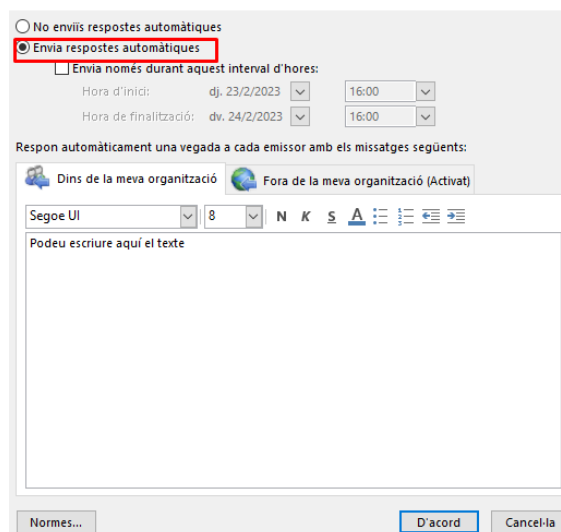 No enviïs respostes automàtiques
Envia respostes automàtiques
Envia només durant aquest interval d'hores:
Hora d'inici: dj. 23/2/2023 16:00
Hora de finalització: dv. 24/2/2023 16:00
Respon automàticament una vegada a cada emissor amb els missatges següents:
Dins de la meva organització Fora de la meva organització (Activat)
Segoe UI 8 N K S A
Podeu escriure aquí el texte
Normes... D'acord Cancel·la